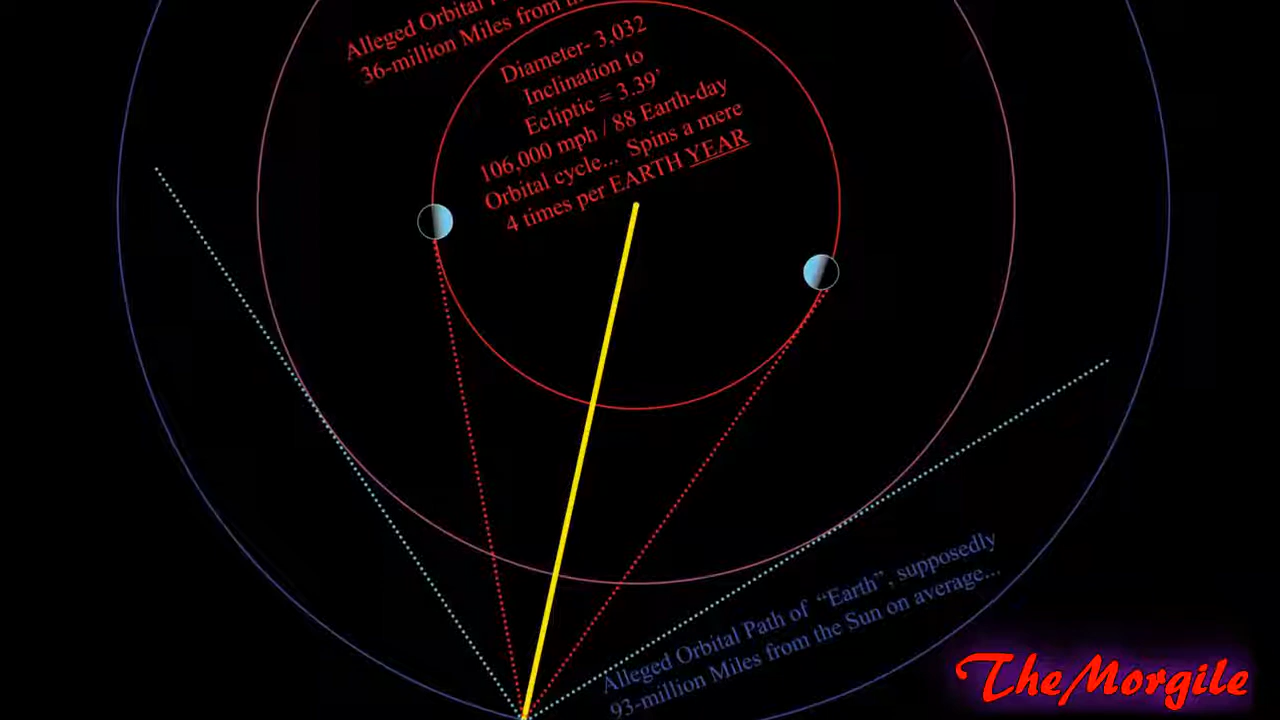 Alleged Orbital
36-million Miles from
Diameter- 3,032
Inclination to
Ecliptic = 3.39'
106,000 mph / 88 Earth-day
Orbital cycle... Spins a mere
4 times per EARTH YEAR
Alleged Orbital Path of “Earth”, supposedly
93-million Miles from the Sun on average...
TheMorgile